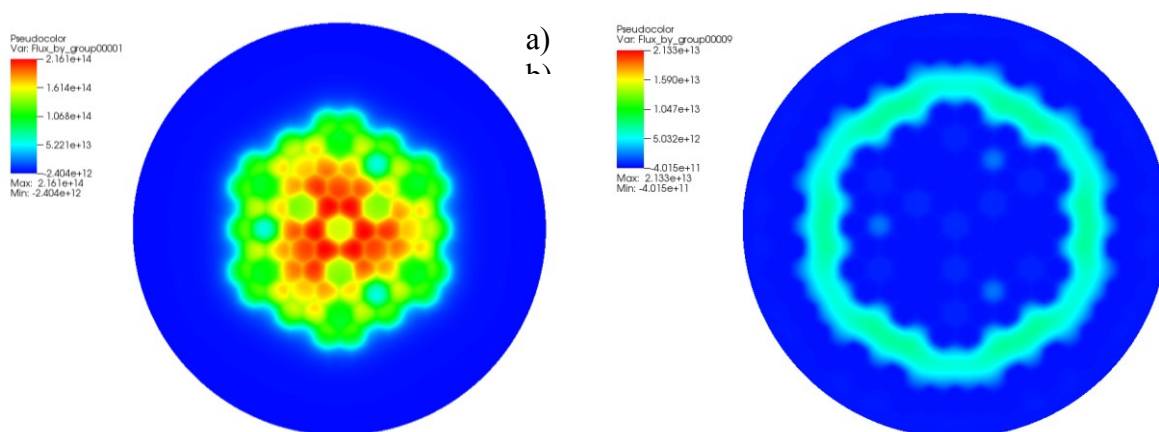 Pseudocolor
Var: Flux_by_group00001
2.161e+14
1.614e+14
1.068e+14
5.221e+13
-2.404e+12
Max: 2.161e+14
Min: -2.404e+12
a)
b)
Pseudocolor
Var: Flux_by_group00009
2.133e+13
1.590e+13
1.047e+13
5.032e+12
-4.015e+11
Max: 2.133e+13
Min: -4.015e+11